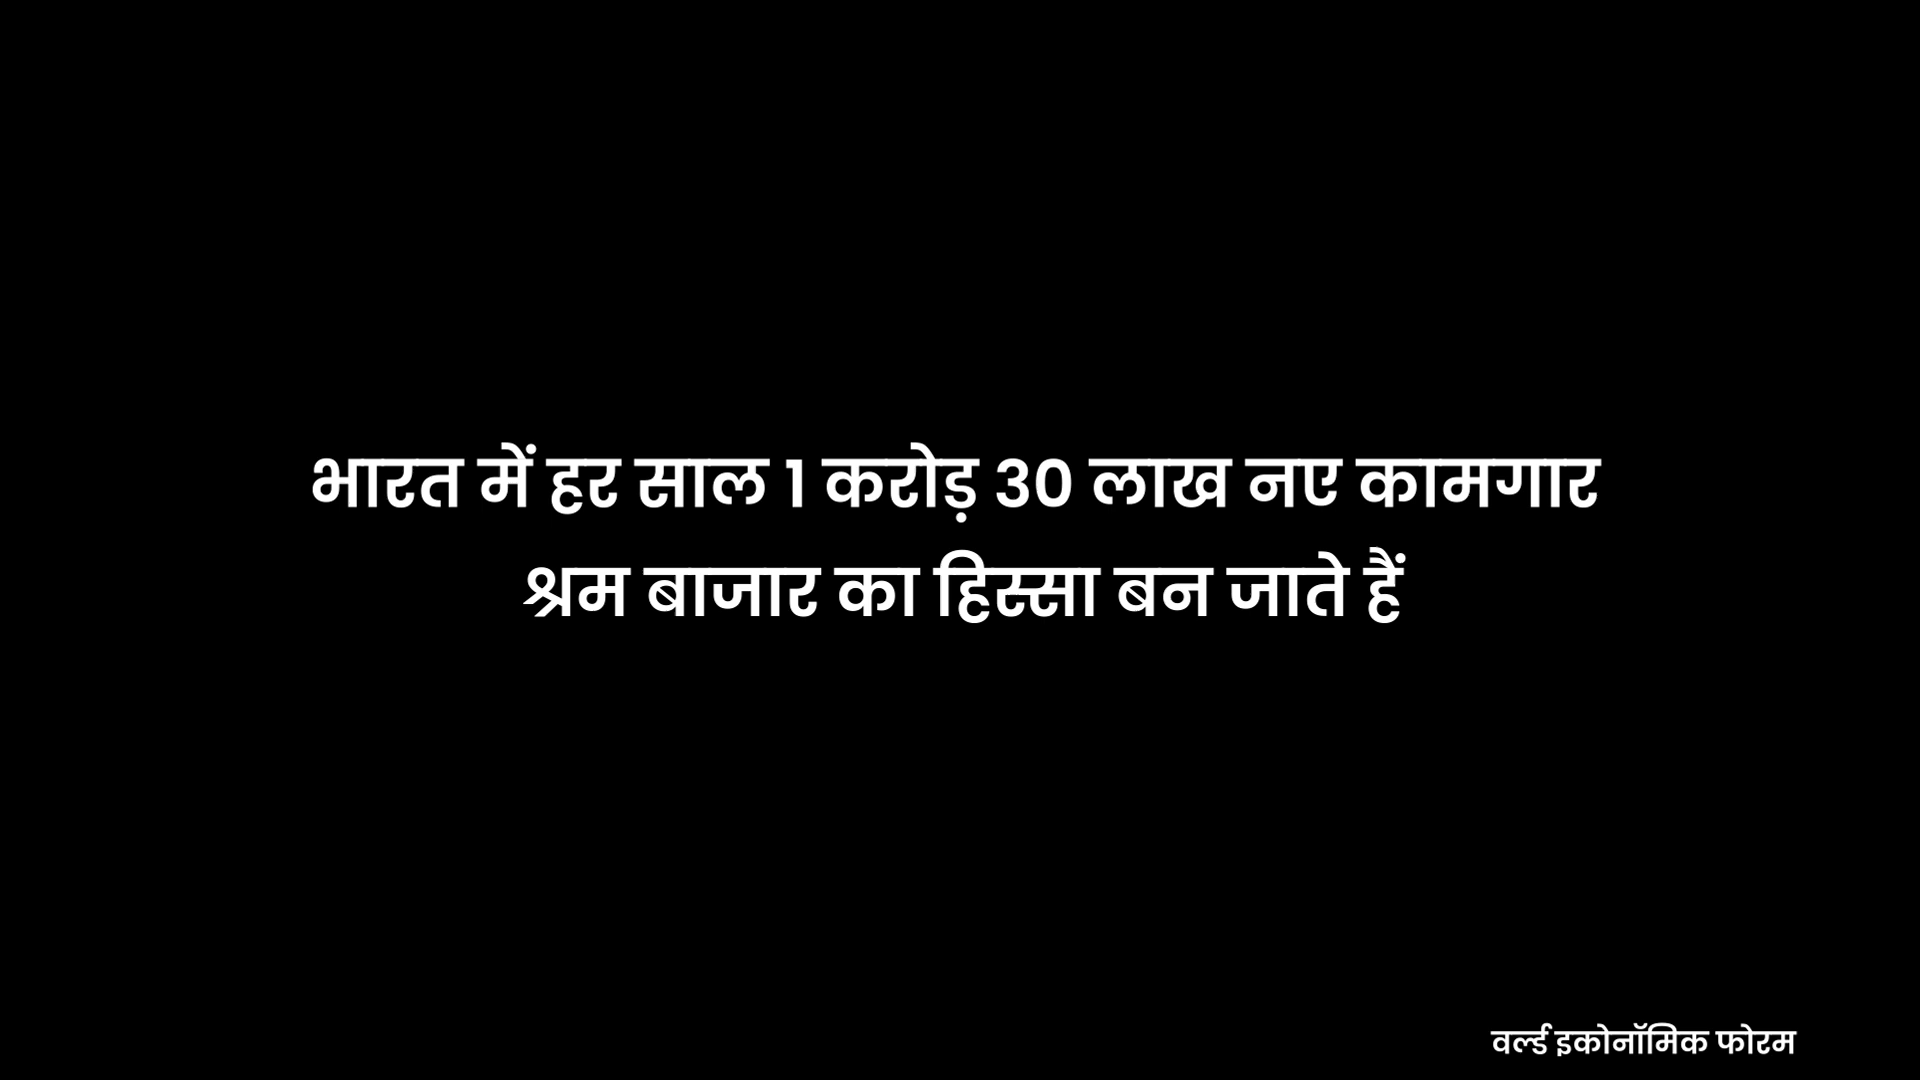 भारत में हर साल 1 करोड़ 30 लाख नए कामगार
श्रम बाजार का हिस्सा बन जाते हैं
वर्ल्ड इकोनॉमिक फोरम